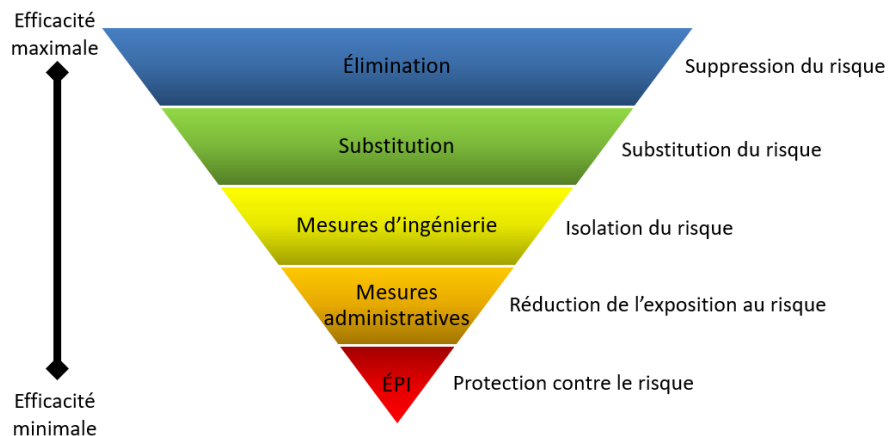 Efficacité
maximale
Élimination
Suppression du risque
Substitution
Substitution du risque
Mesures d'ingénierie
Isolation du risque
Mesures
administratives
Réduction de l'exposition au risque
ÉPI
Protection contre le risque
Efficacité
minimale